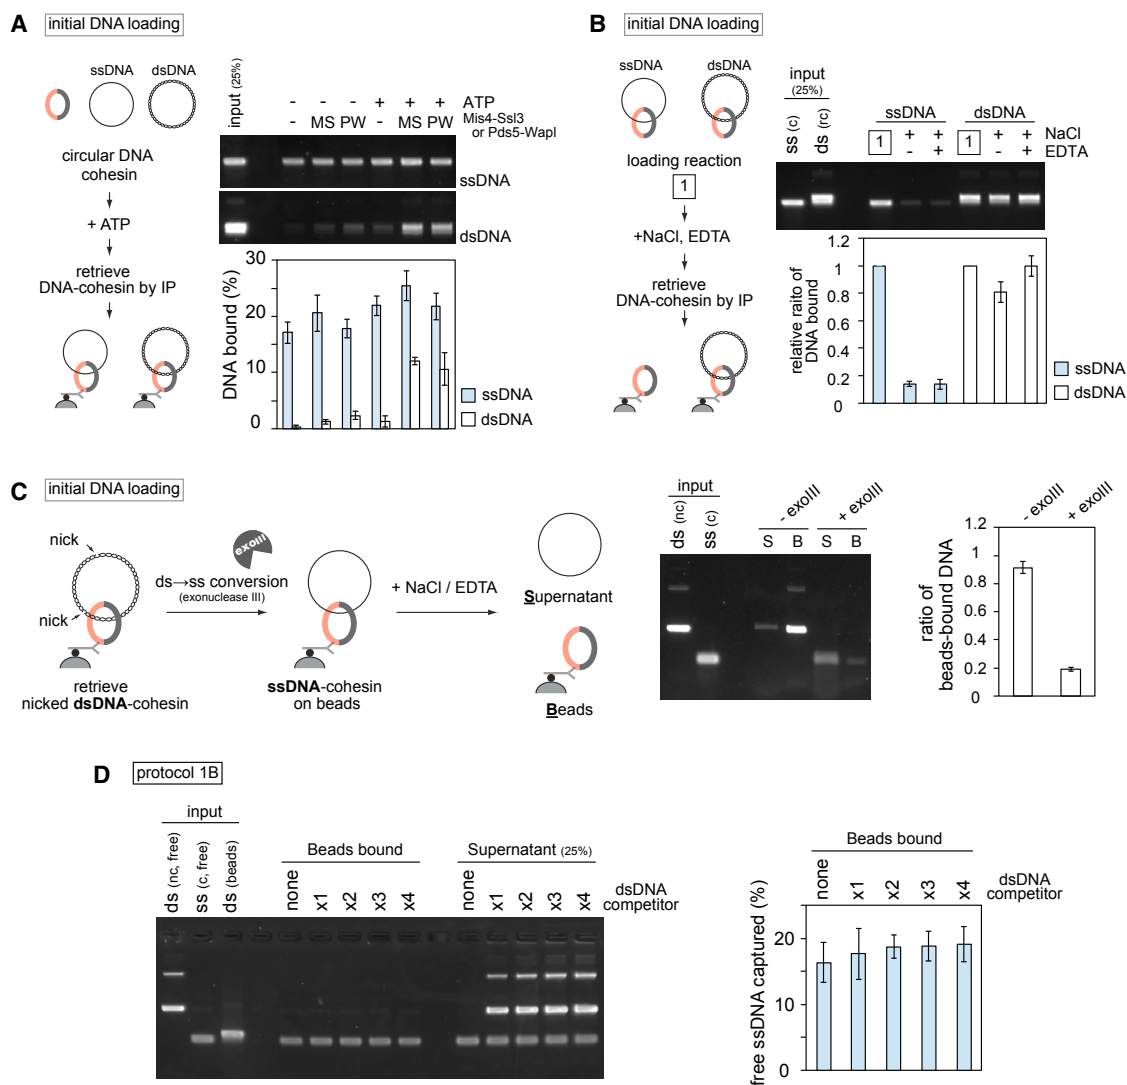 A
initial DNA loading
ssDNA dsDNA
circular DNA
cohesin
+ ATP
retrieve
DNA-cohesin by IP
input (25%)
- - - + + + ATP
- MS PW - MS PW Mis4-Ssl3
or Pds5-Wapl
ssDNA
dsDNA
DNA bound (%)
30
20
10
0
ssDNA
dsDNA
B
initial DNA loading
ssDNA dsDNA
loading reaction
1
+NaCl, EDTA
retrieve
DNA-cohesin by IP
input
(25%)
ss (c)
ds (rc)
ssDNA dsDNA
1 + + 1 + + NaCl
- + - + EDTA
relative raito of
DNA bound
1.2
1
0.8
0.6
0.4
0.2
0
ssDNA
dsDNA
C
initial DNA loading
nick
nick
retrieve
nicked dsDNA-cohesin
exoIII
ds→ss conversion
(exonuclease III)
ssDNA-cohesin
on beads
+ NaCl / EDTA
Supernatant
Beads
input
ds (nc)
ss (c)
- exoIII + exoIII
S B S B
- exoIII + exoIII
ratio of
beads-bound DNA
1.2
1
0.8
0.6
0.4
0.2
0
D
protocol 1B
input
ds (nc, free)
ss (c, free)
ds (beads)
Beads bound
none x1 x2 x3 x4
Supernatant (25%)
none x1 x2 x3 x4
dsDNA
competitor
Beads bound
none x1 x2 x3 x4
dsDNA
competitor
free ssDNA captured (%)
20
10
0